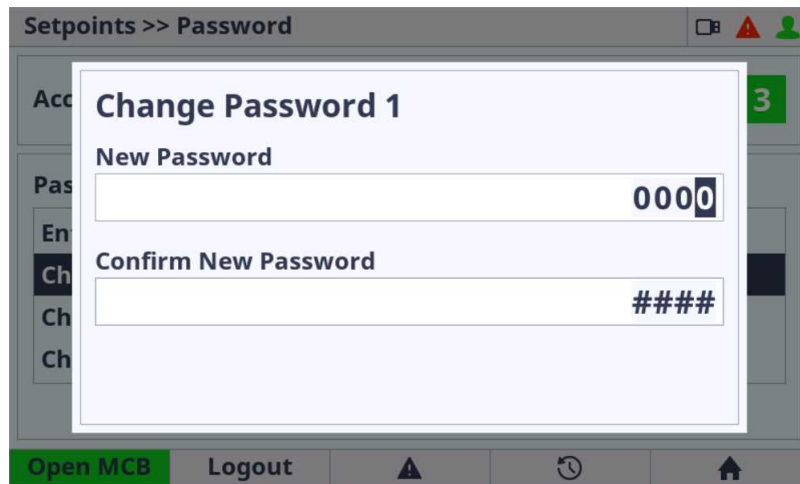 Setpoints >> Password
Acc
3
Change Password 1
New Password
0000
Pas
En
Confirm New Password
Ch
####
Ch
Ch
Open MCB Logout